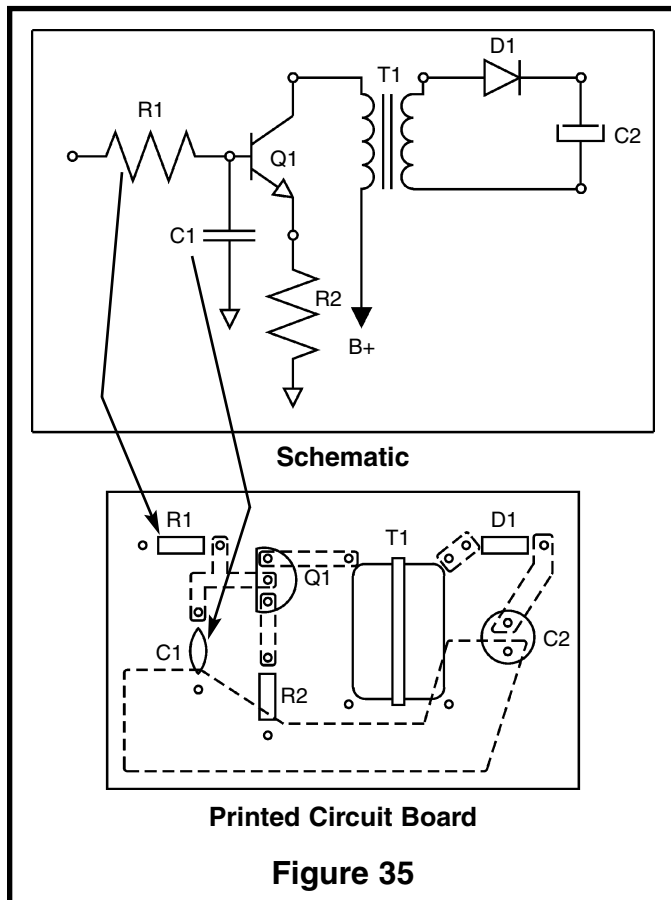 D1
T1
R1
C2
Q1
C1
R2
B+
Schematic
R1
T1
D1
Q1
C1
C2
R2
Printed Circuit Board
Figure 35